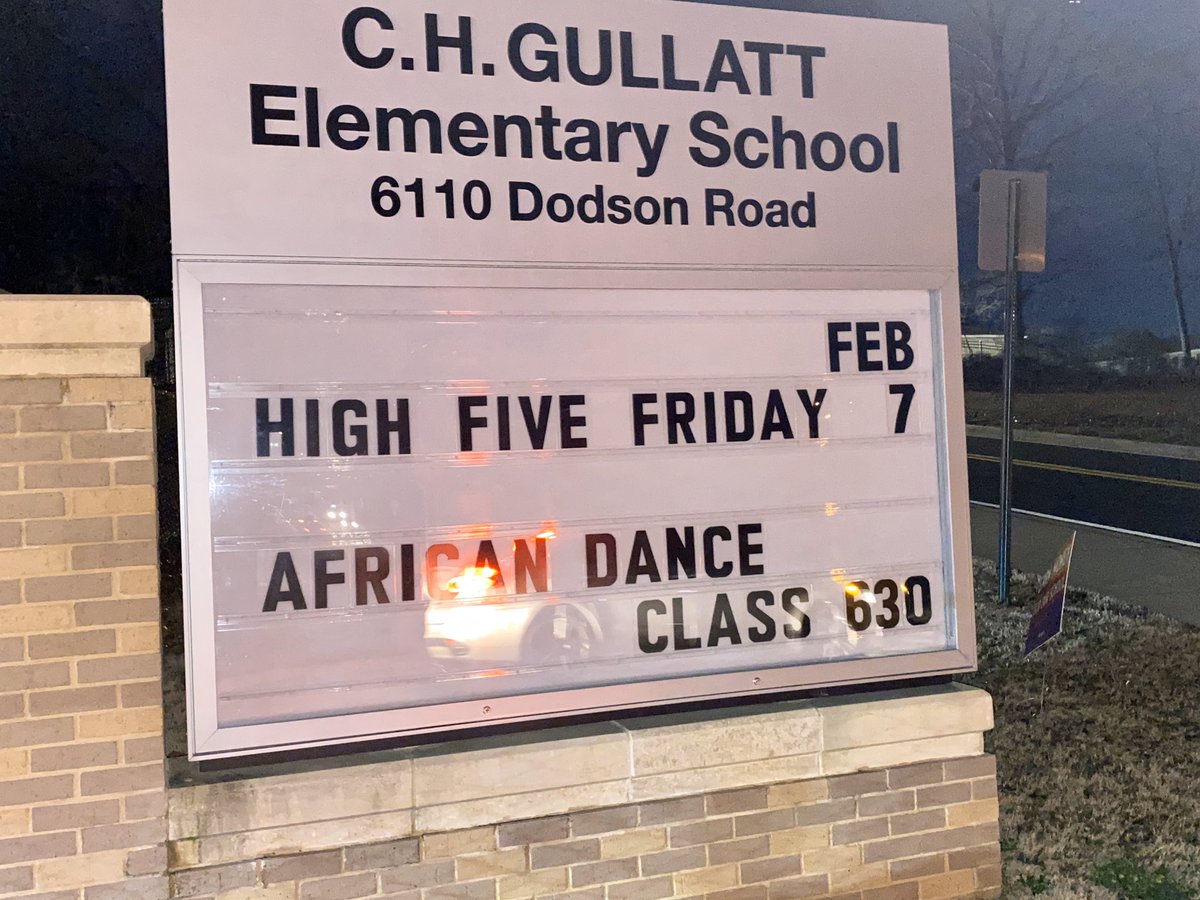 C.H. GULLATT
Elementary School
6110 Dodson Road
FEB
HIGH FIVE FRIDAY 7
AFRICAN DANCE
CLASS 630